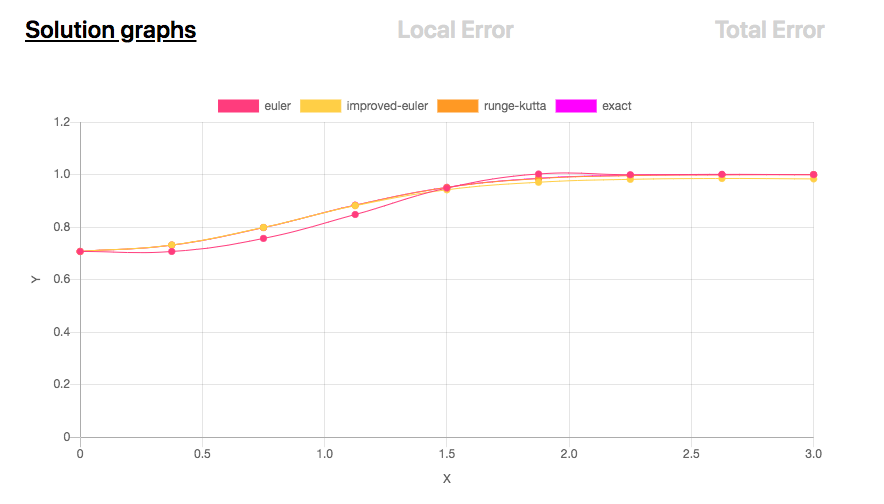 Solution graphs Local Error Total Error
euler improved-euler runge-kutta exact
1.2
1.0
0.8
0.6
0.4
0.2
0
Y
0 0.5 1.0 1.5 2.0 2.5 3.0
X